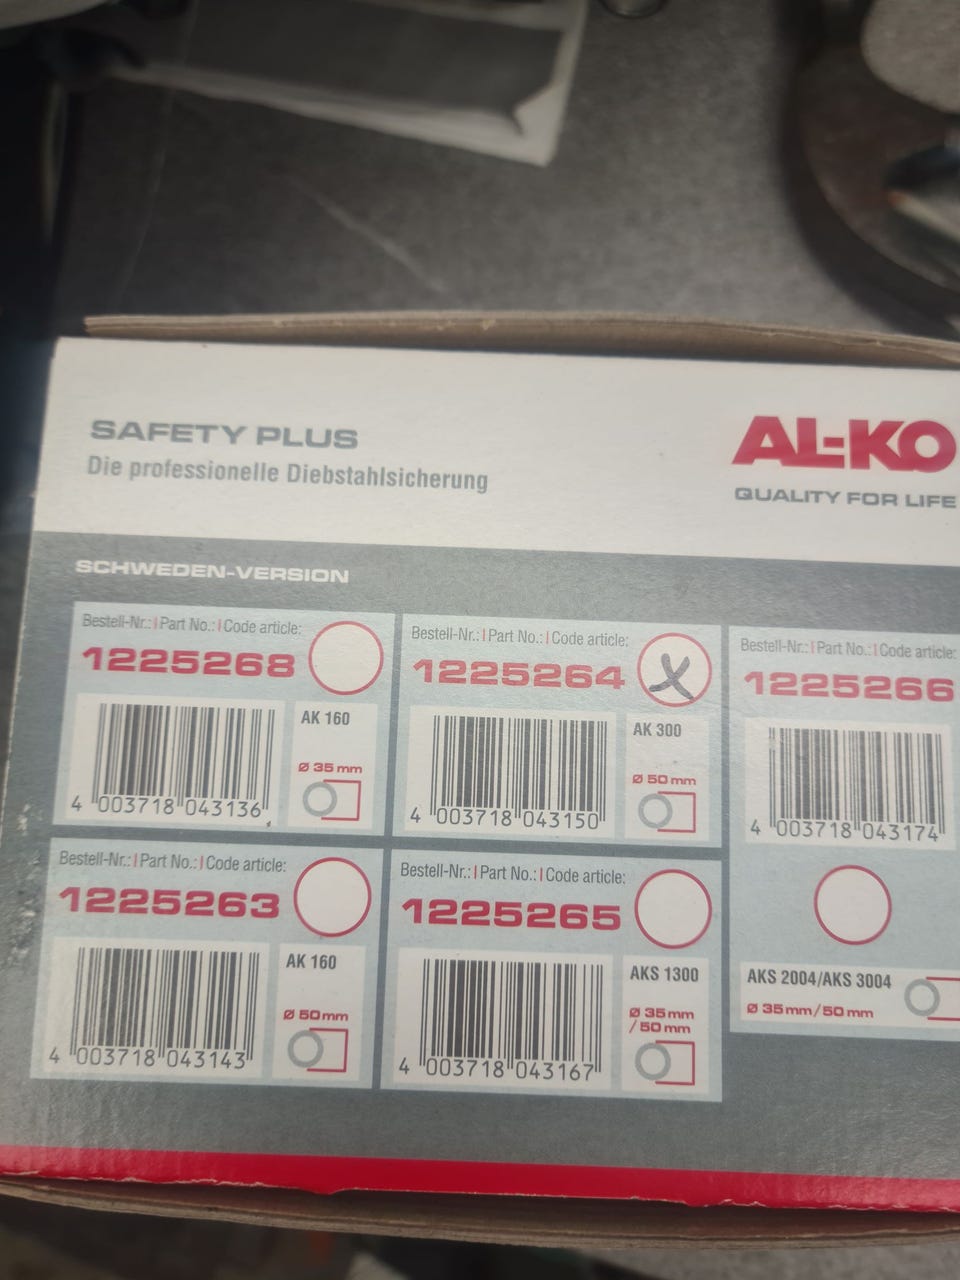 SAFETY PLUS
Die professionelle Diebstahlsicherung
AL-KO
QUALITY FOR LIFE
SCHWEDEN-VERSION
Bestell-Nr.: | Part No.: | Code article:
1225268
AK 160
Ø 35 mm
4 003718 043136
Bestell-Nr.: | Part No.: | Code article:
1225264
X
AK 300
Ø 50 mm
4 003718 043150
Bestell-Nr.: | Part No.: | Code article:
1225266
4 003718 043174
AKS 2004/AKS 3004
Ø 35 mm/50 mm
Bestell-Nr.: | Part No.: | Code article:
1225263
AK 160
Ø 50 mm
4 003718 043143
Bestell-Nr.: | Part No.: | Code article:
1225265
AKS 1300
Ø 35 mm
/50 mm
4 003718 043167